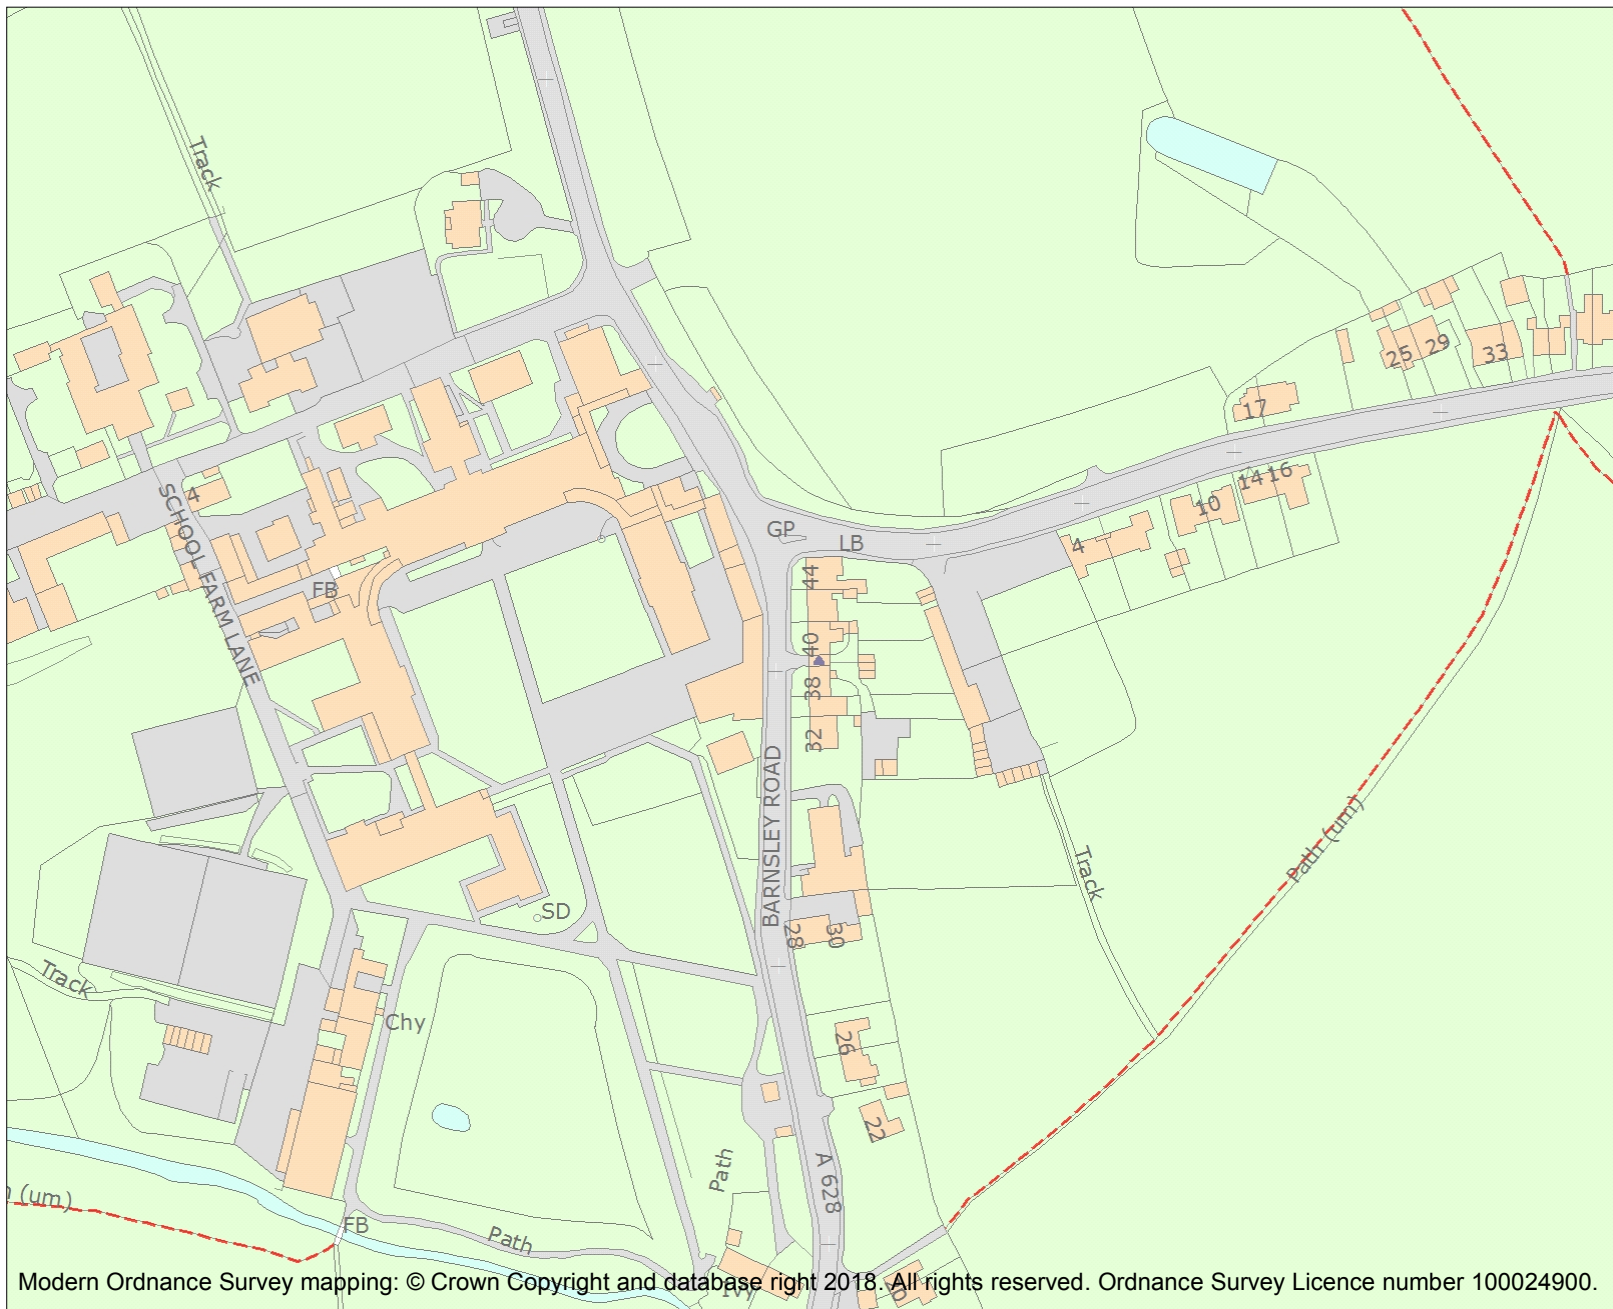 Track
25
29
33
17
4
SCHOOL FARM LANE
GP
LB
14 16
10
4
44
FB
40
38
32
BARNSLEY ROAD
Path (um)
Track
SD
28
30
Track
Chy
26
22
Path
A 628
(um)
FB
Path
Ivy
Modern Ordnance Survey mapping: © Crown Copyright and database right 2018. All rights reserved. Ordnance Survey Licence number 100024900.